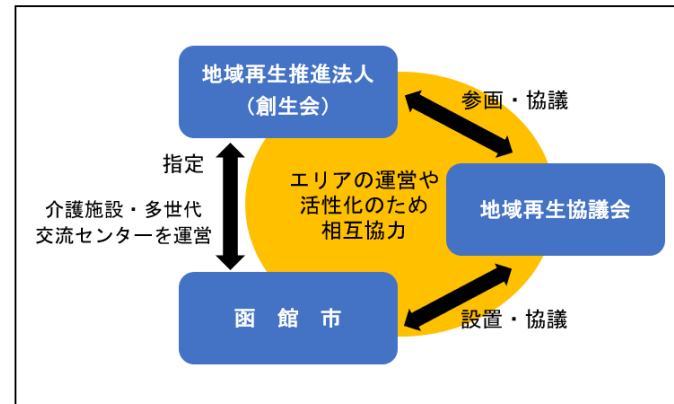 地域再生推進法人
（創生会）
参画・協議
指定
介護施設・多世代
交流センターを運営
エリアの運営や
活性化のため
相互協力
地域再生協議会
函　館　市
設置・協議